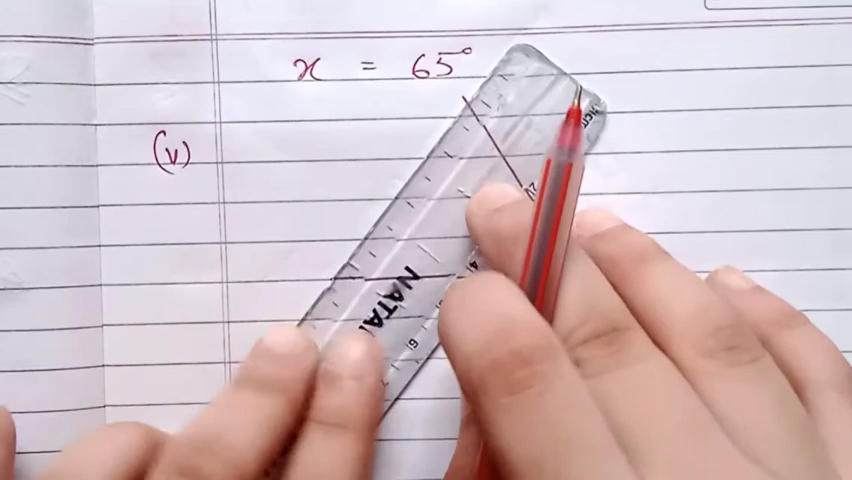 x = 65°
(v)
NATA